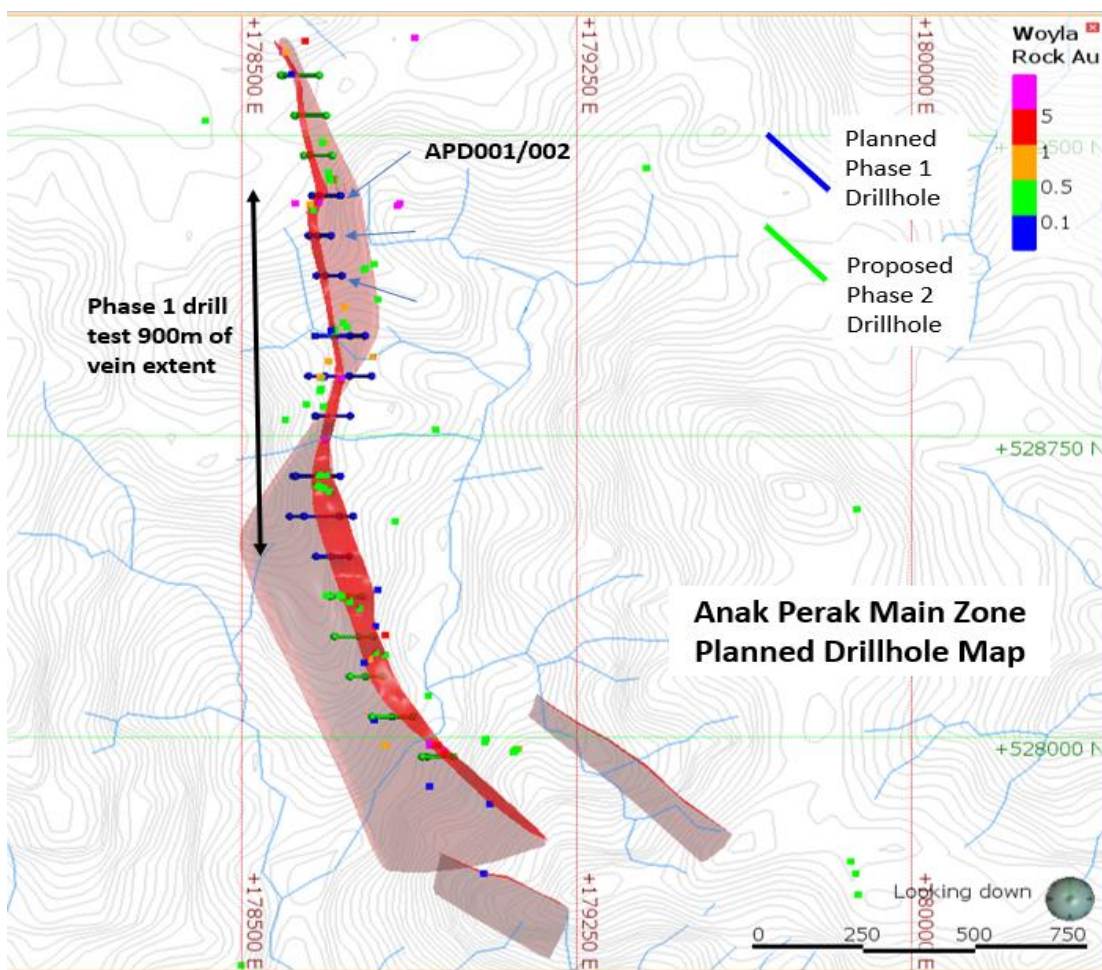 +178500 E
+179250 E
+180000 E
Woyla
Rock Au
5
1
0.5
0.1
Planned
Phase 1
Drillhole
Proposed
Phase 2
Drillhole
APD001/002
Phase 1 drill
test 900m of
vein extent
+528750 N
Anak Perak Main Zone
Planned Drillhole Map
+528000 N
+178500 E
+179250 E
+180000 E
Looking down
0 250 500 750